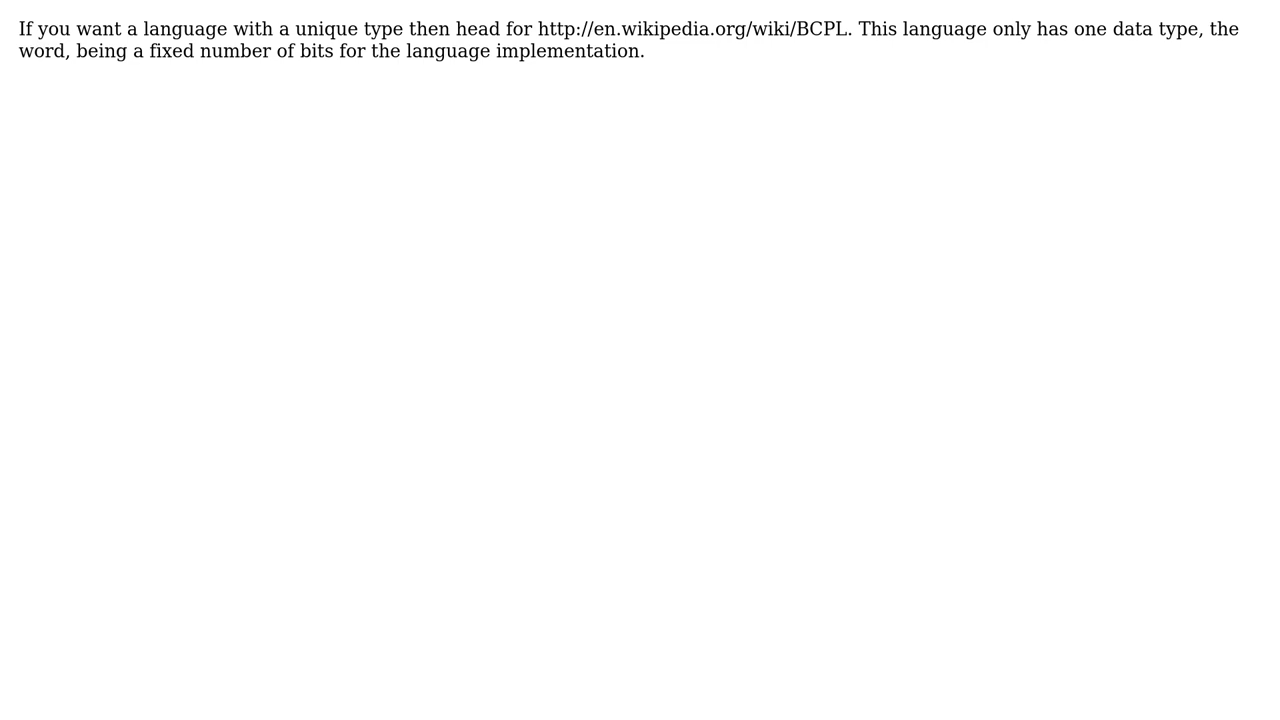 If you want a language with a unique type then head for http://en.wikipedia.org/wiki/BCPL. This language only has one data type, the
word, being a fixed number of bits for the language implementation.